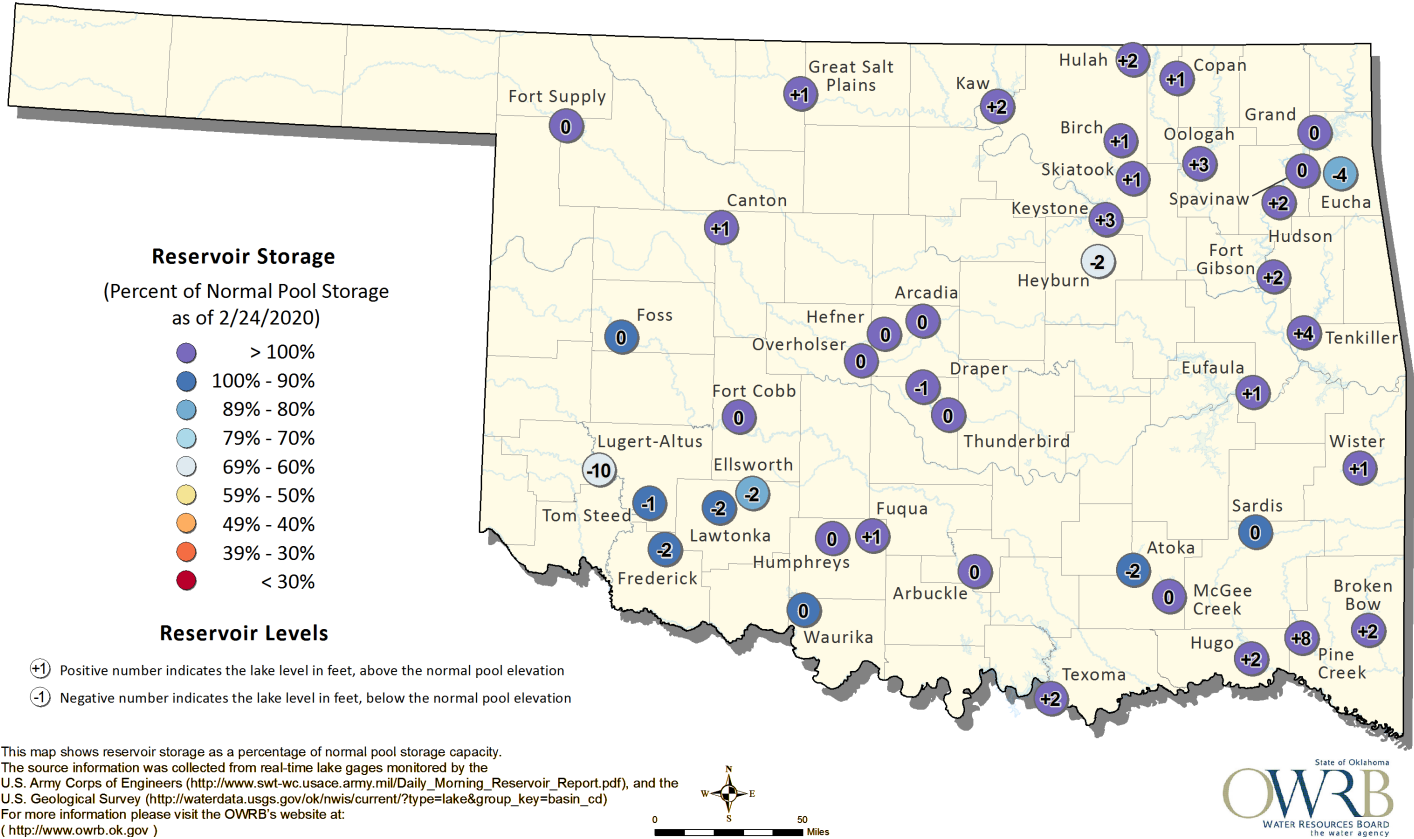 Hulah +2
Copan +1
Great Salt
Plains
+1
Kaw +2
Fort Supply
0
Grand
0
Birch +1
Oologah
+3
Skiatook +1
0
-4
Spavinaw
Eucha
+2
Hudson
Canton
+1
Keystone +3
Fort
Gibson
+2
Heyburn
-2
Reservoir Storage
(Percent of Normal Pool Storage
as of 2/24/2020)
> 100%
100% - 90%
89% - 80%
79% - 70%
69% - 60%
59% - 50%
49% - 40%
39% - 30%
< 30%
Arcadia
0
Hefner
0
Foss
0
Overholser
0
+4 Tenkiller
Draper
-1
Eufaula
+1
Fort Cobb
0
0
Thunderbird
Lugert-Altus
-10
Wister
+1
Ellsworth
-2
Tom Steed -1
-2
Lawtonka
Fuqua
+1
0
Humphreys
Sardis
0
-2
Frederick
Atoka
-2
0
Arbuckle
0
McGee
Creek
Broken
Bow
+2
0
Waurika
Hugo +2
+8
Pine
Creek
Texoma
+2
Reservoir Levels
+1 Positive number indicates the lake level in feet, above the normal pool elevation
-1 Negative number indicates the lake level in feet, below the normal pool elevation
This map shows reservoir storage as a percentage of normal pool storage capacity.
The source information was collected from real-time lake gages monitored by the
U.S. Army Corps of Engineers (http://www.swt-wc.usace.army.mil/Daily_Morning_Reservoir_Report.pdf), and the
U.S. Geological Survey (http://waterdata.usgs.gov/ok/nwis/current/?type=lake&group_key=basin_cd)
For more information please visit the OWRB's website at:
( http://www.owrb.ok.gov )
N
W E
S
0 50
Miles
State of Oklahoma
OWRB
WATER RESOURCES BOARD
the water agency